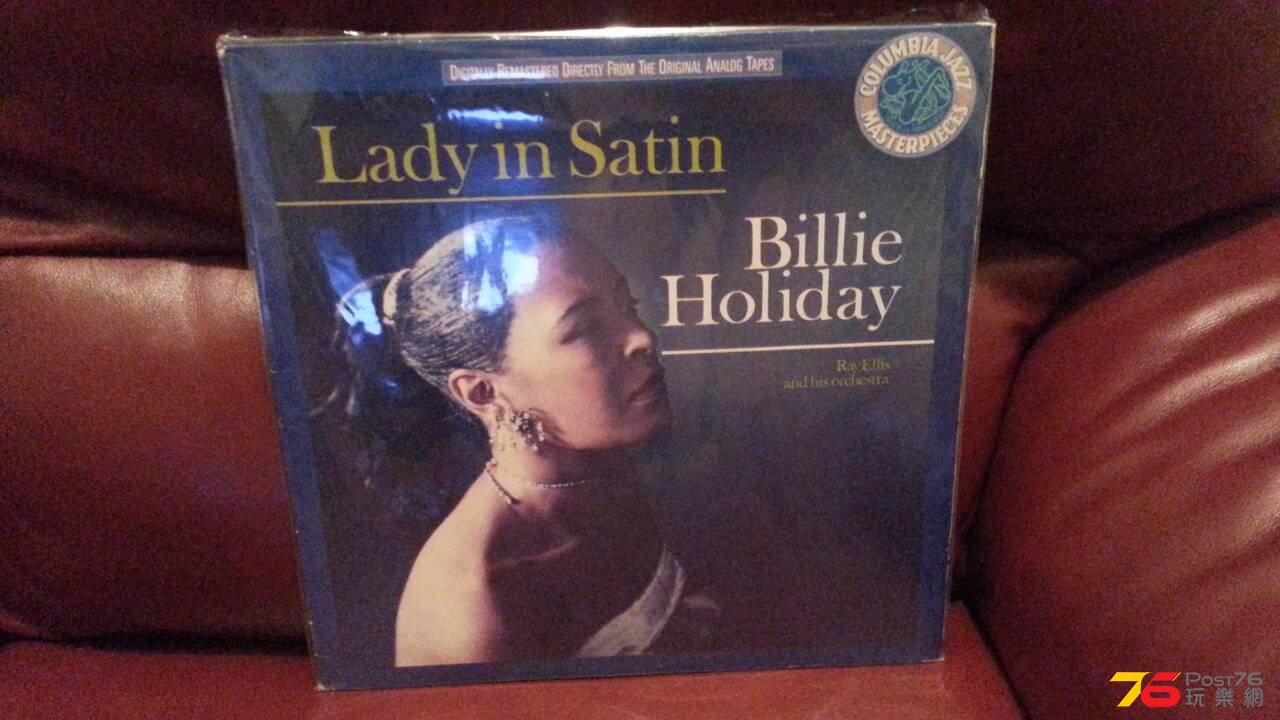 DIGITALLY REMASTERED DIRECTLY FROM THE ORIGINAL ANALOG TAPES
COLUMBIA JAZZ
MASTERPIECES
Lady in Satin
Billie
Holiday
Ray Ellis
and his orchestra
76 POST76
玩樂網